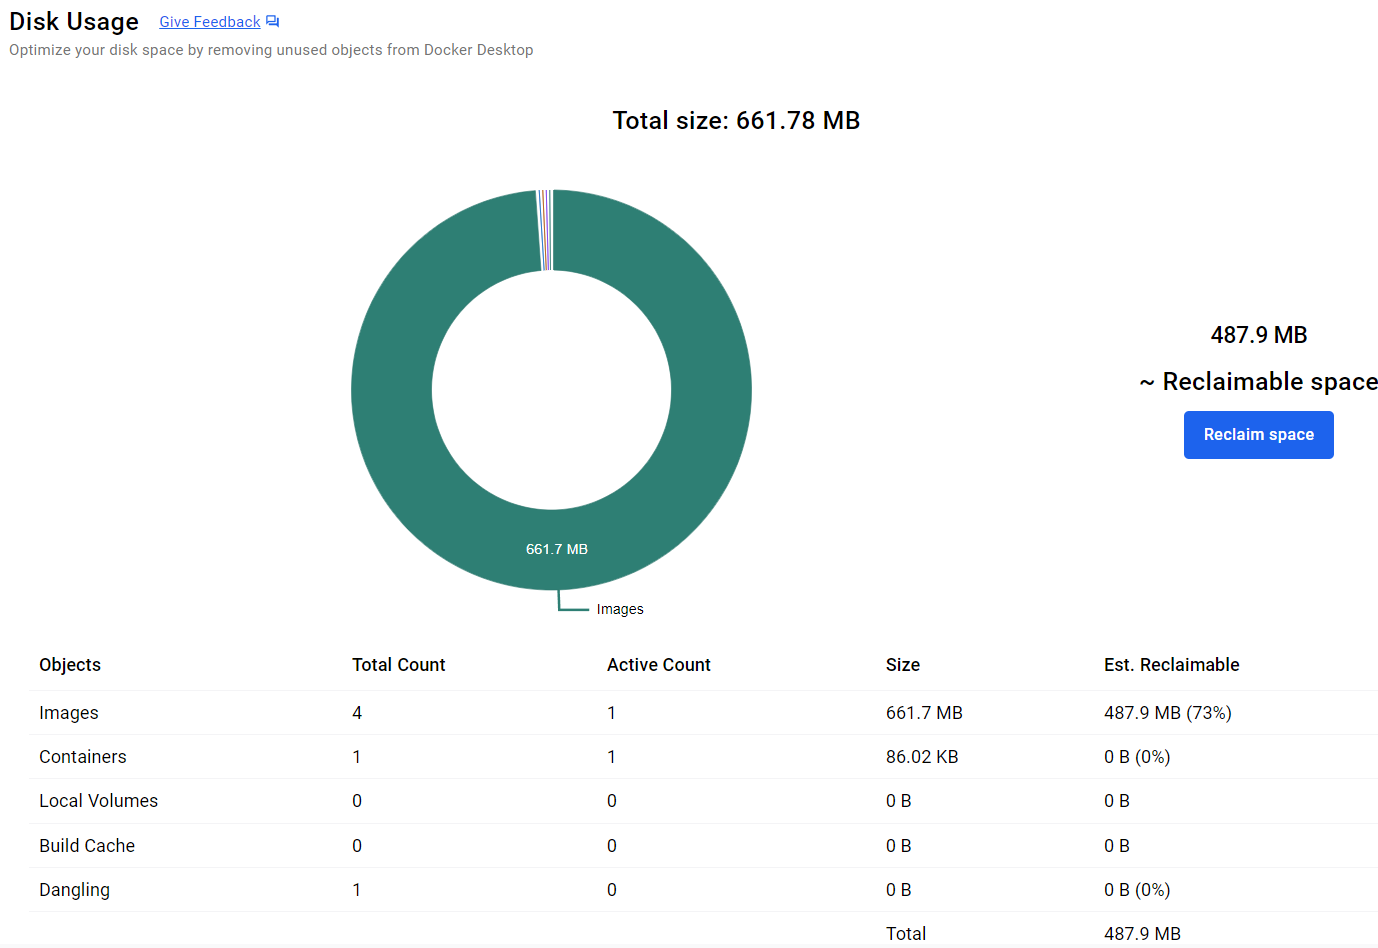 Disk Usage Give Feedback
Optimize your disk space by removing unused objects from Docker Desktop
Total size: 661.78 MB
487.9 MB
~ Reclaimable space
Reclaim space
661.7 MB
Images
Objects Total Count Active Count Size Est. Reclaimable
Images 4 1 661.7 MB 487.9 MB (73%)
Containers 1 1 86.02 KB 0 B (0%)
Local Volumes 0 0 0 B 0 B
Build Cache 0 0 0 B 0 B
Dangling 1 0 0 B 0 B (0%)
Total 487.9 MB